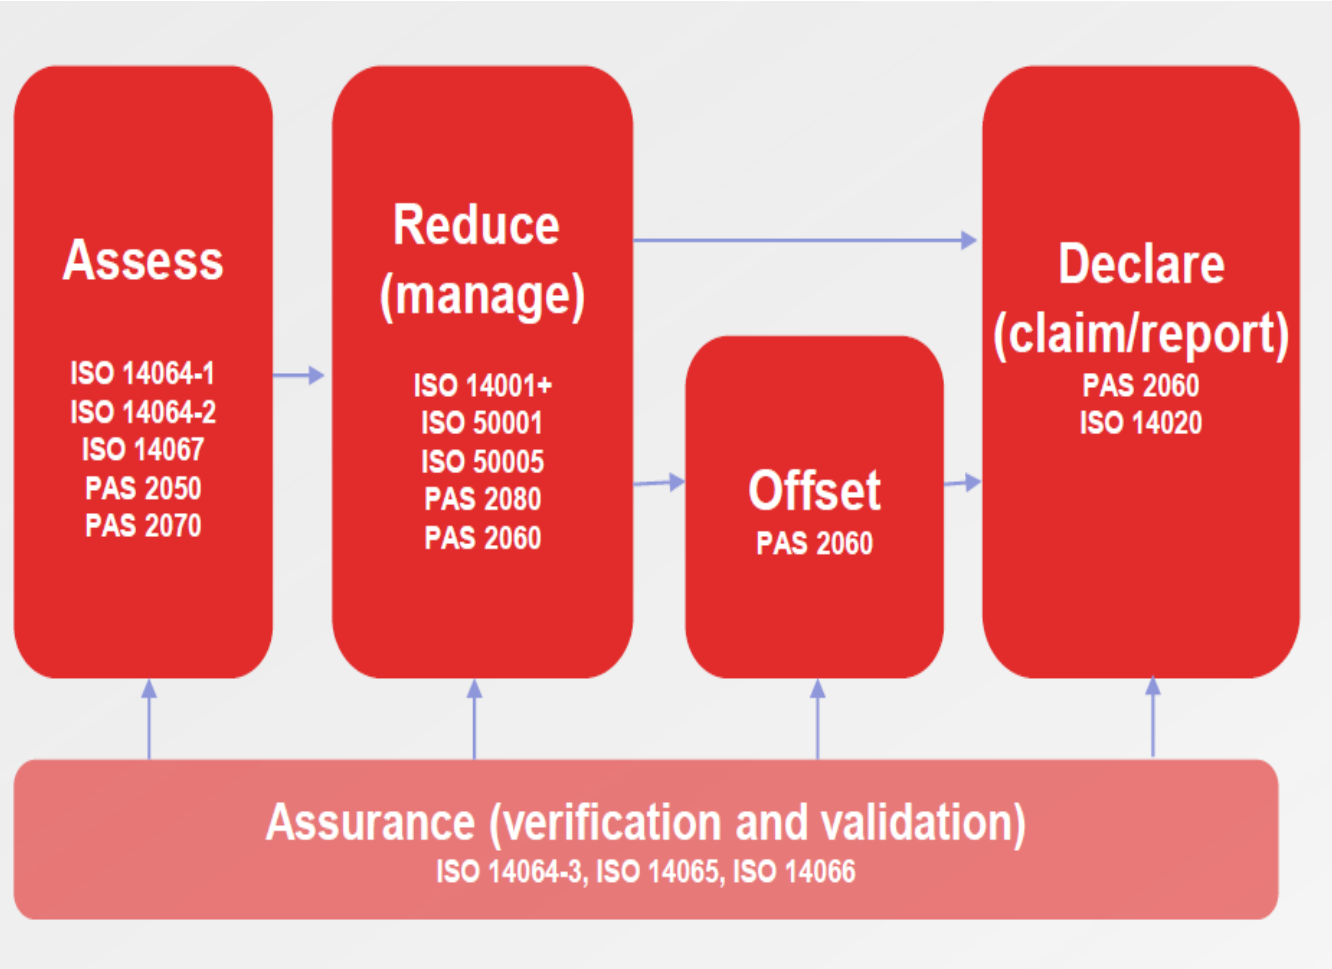 Assess
ISO 14064-1
ISO 14064-2
ISO 14067
PAS 2050
PAS 2070
Reduce
(manage)
ISO 14001+
ISO 50001
ISO 50005
PAS 2080
PAS 2060
Offset
PAS 2060
Declare
(claim/report)
PAS 2060
ISO 14020
Assurance (verification and validation)
ISO 14064-3, ISO 14065, ISO 14066